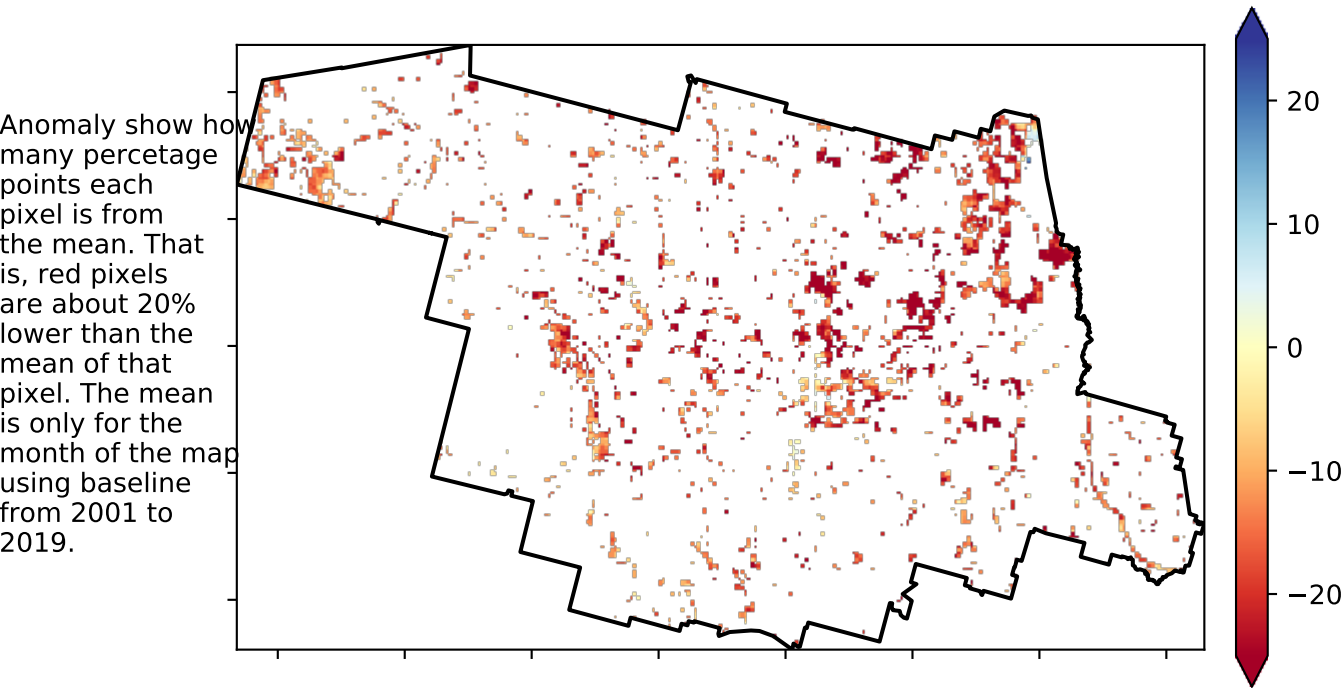 Anomaly show how
many percetage
points each
pixel is from
the mean. That
is, red pixels
are about 20%
lower than the
mean of that
pixel. The mean
is only for the
month of the map
using baseline
from 2001 to
2019.
20
10
0
−10
−20